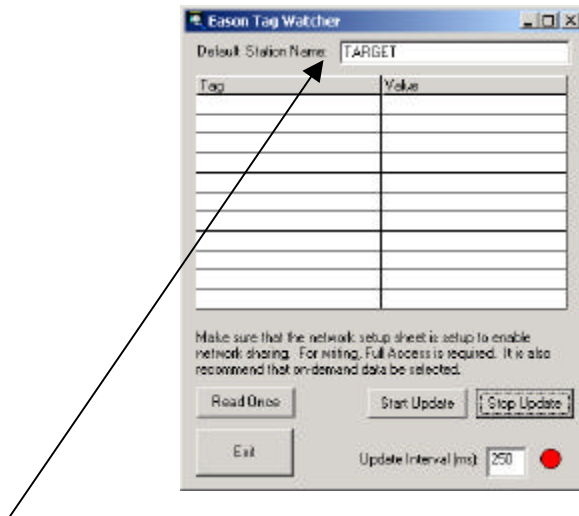 Eason Tag Watcher
Default Station Name: TARGET
Tag Value
Make sure that the network setup sheet is setup to enable
network sharing. For writing, Full Access is required. It is also
recommend that on-demand data be selected.
Read Once Start Update Stop Update
Exit Update Interval (ms): 250